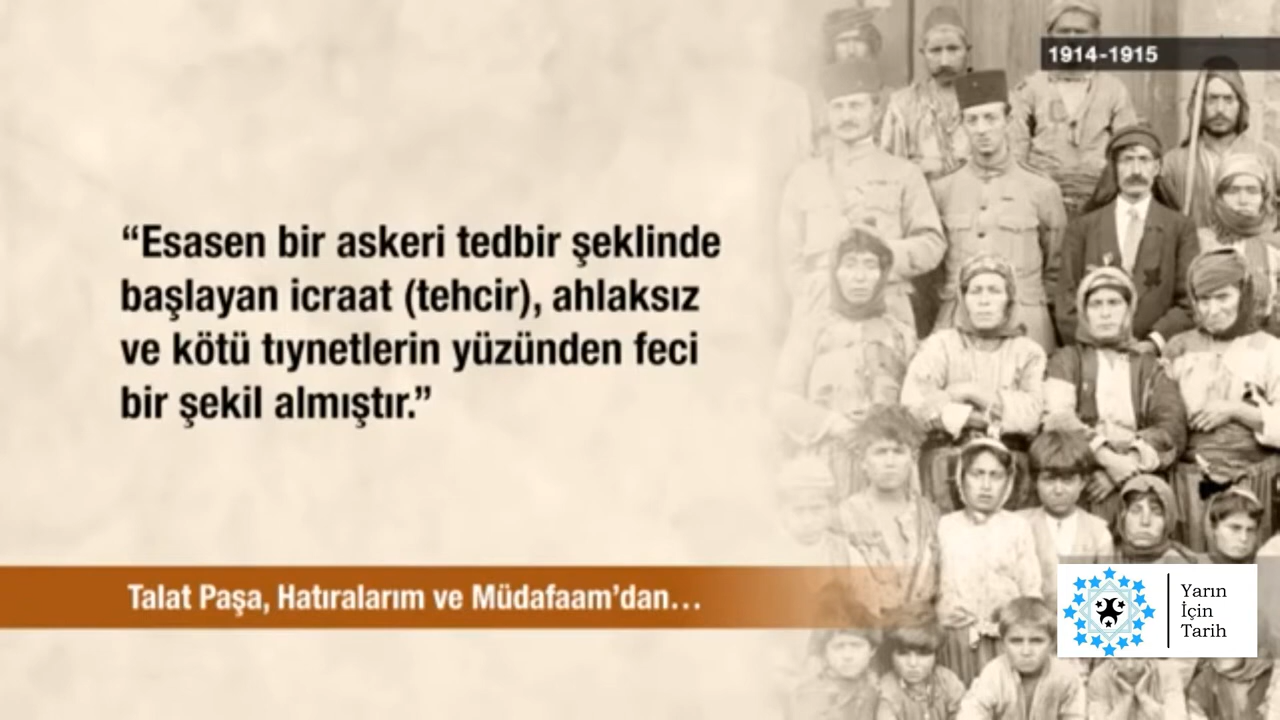 1914-1915
“Esasen bir askeri tedbir şeklinde
başlayan icraat (tehcir), ahlaksız
ve kötü tıynetlerin yüzünden feci
bir şekil almıştır.”
Talat Paşa, Hatıralarım ve Müdafaam’dan...
Yarın
İçin
Tarih